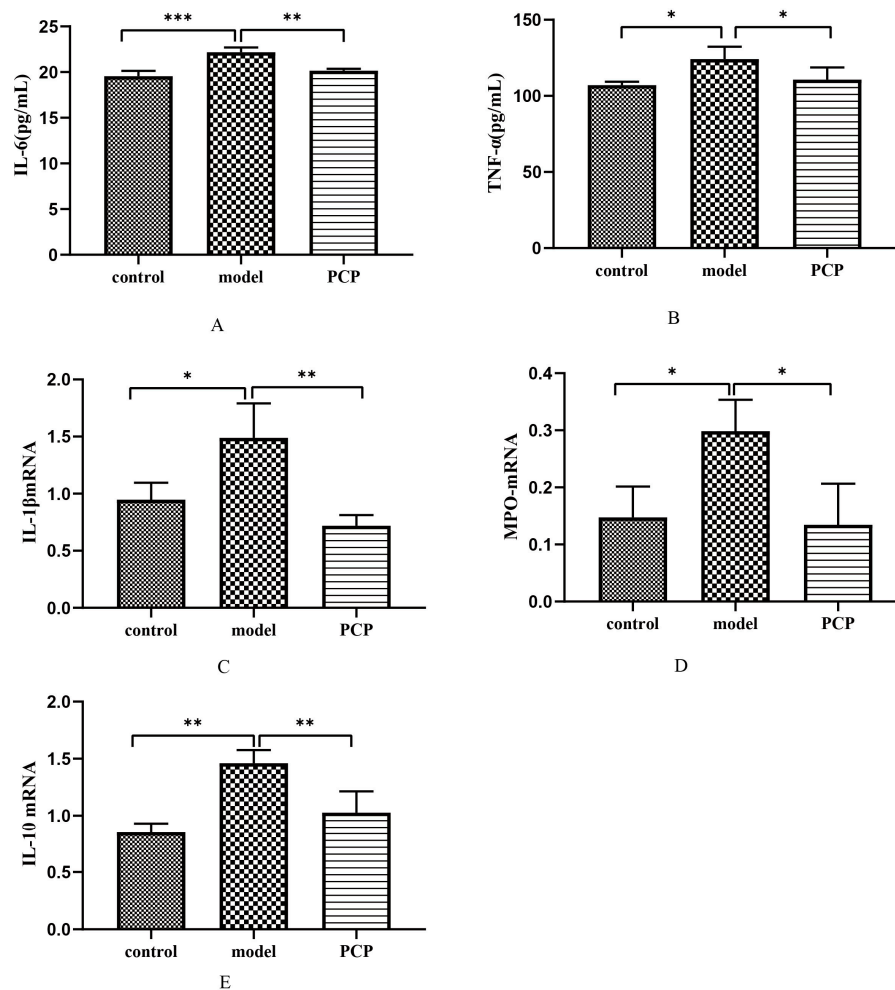 *** **
IL-6(pg/mL)
25
20
15
10
5
0
control model PCP
A
* *
TNF-α(pg/mL)
150
100
50
0
control model PCP
B
* **
IL-1βmRNA
2.0
1.5
1.0
0.5
0.0
control model PCP
C
* *
MPO-mRNA
0.4
0.3
0.2
0.1
0.0
control model PCP
D
** **
IL-10 mRNA
2.0
1.5
1.0
0.5
0.0
control model PCP
E